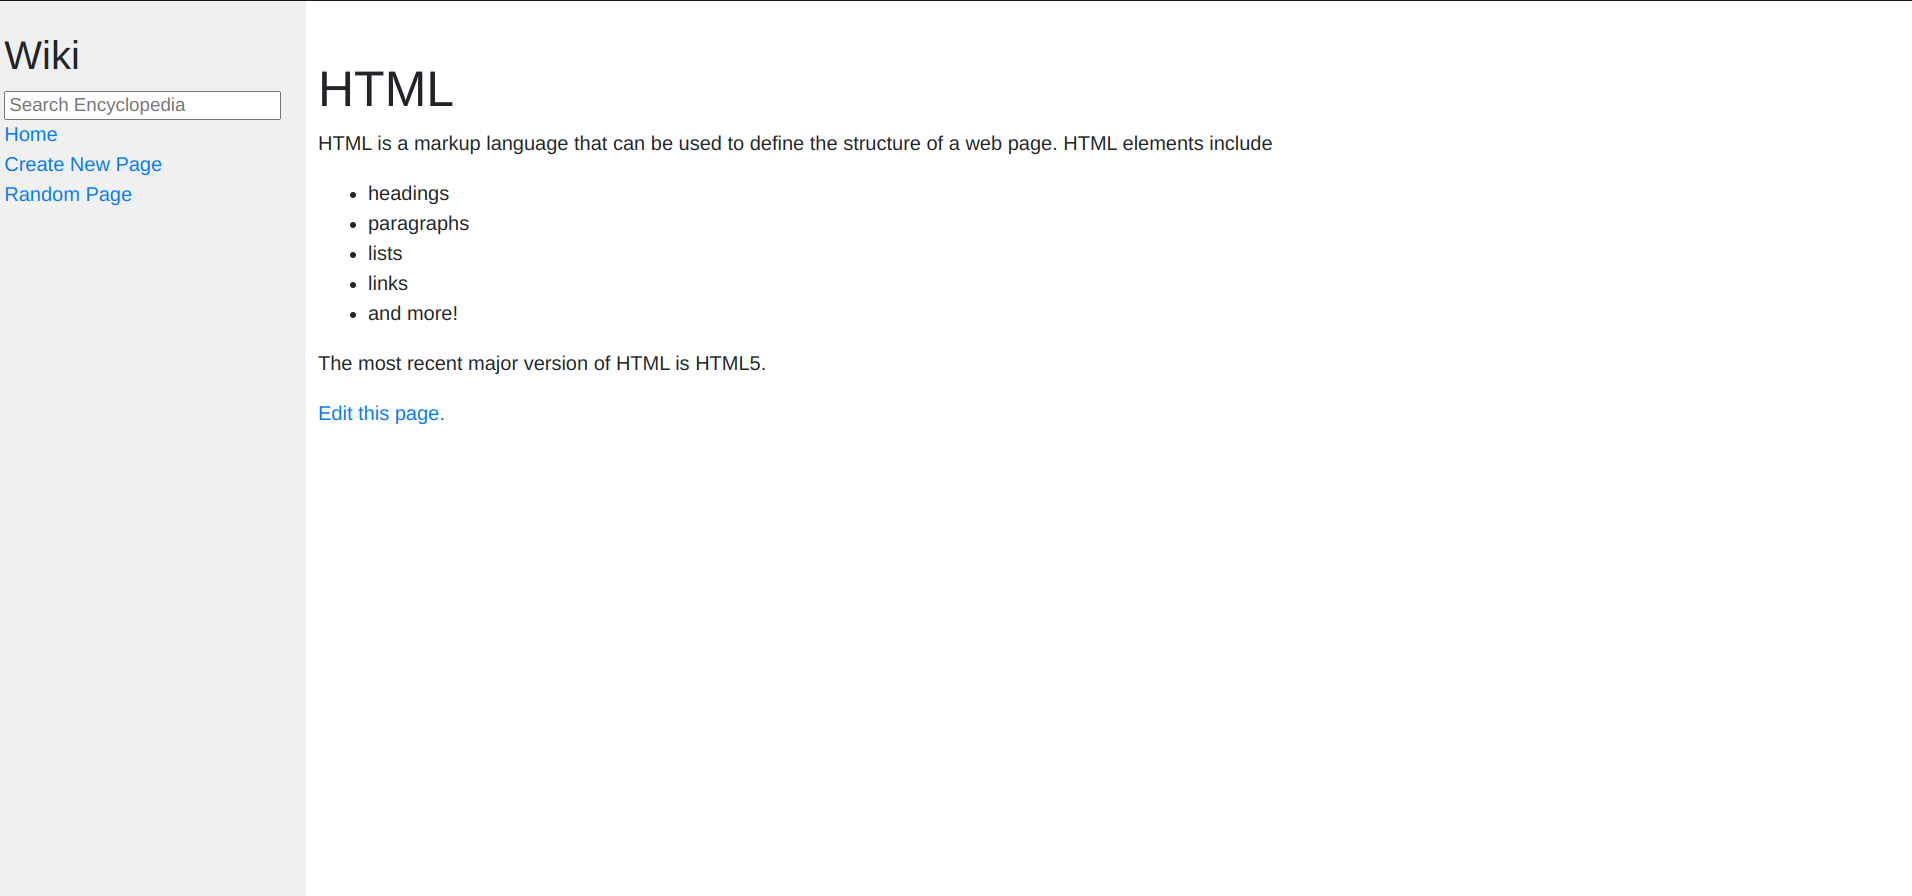 Wiki
Search Encyclopedia
Home
Create New Page
Random Page
HTML
HTML is a markup language that can be used to define the structure of a web page. HTML elements include
headings
paragraphs
lists
links
and more!
The most recent major version of HTML is HTML5.
Edit this page.